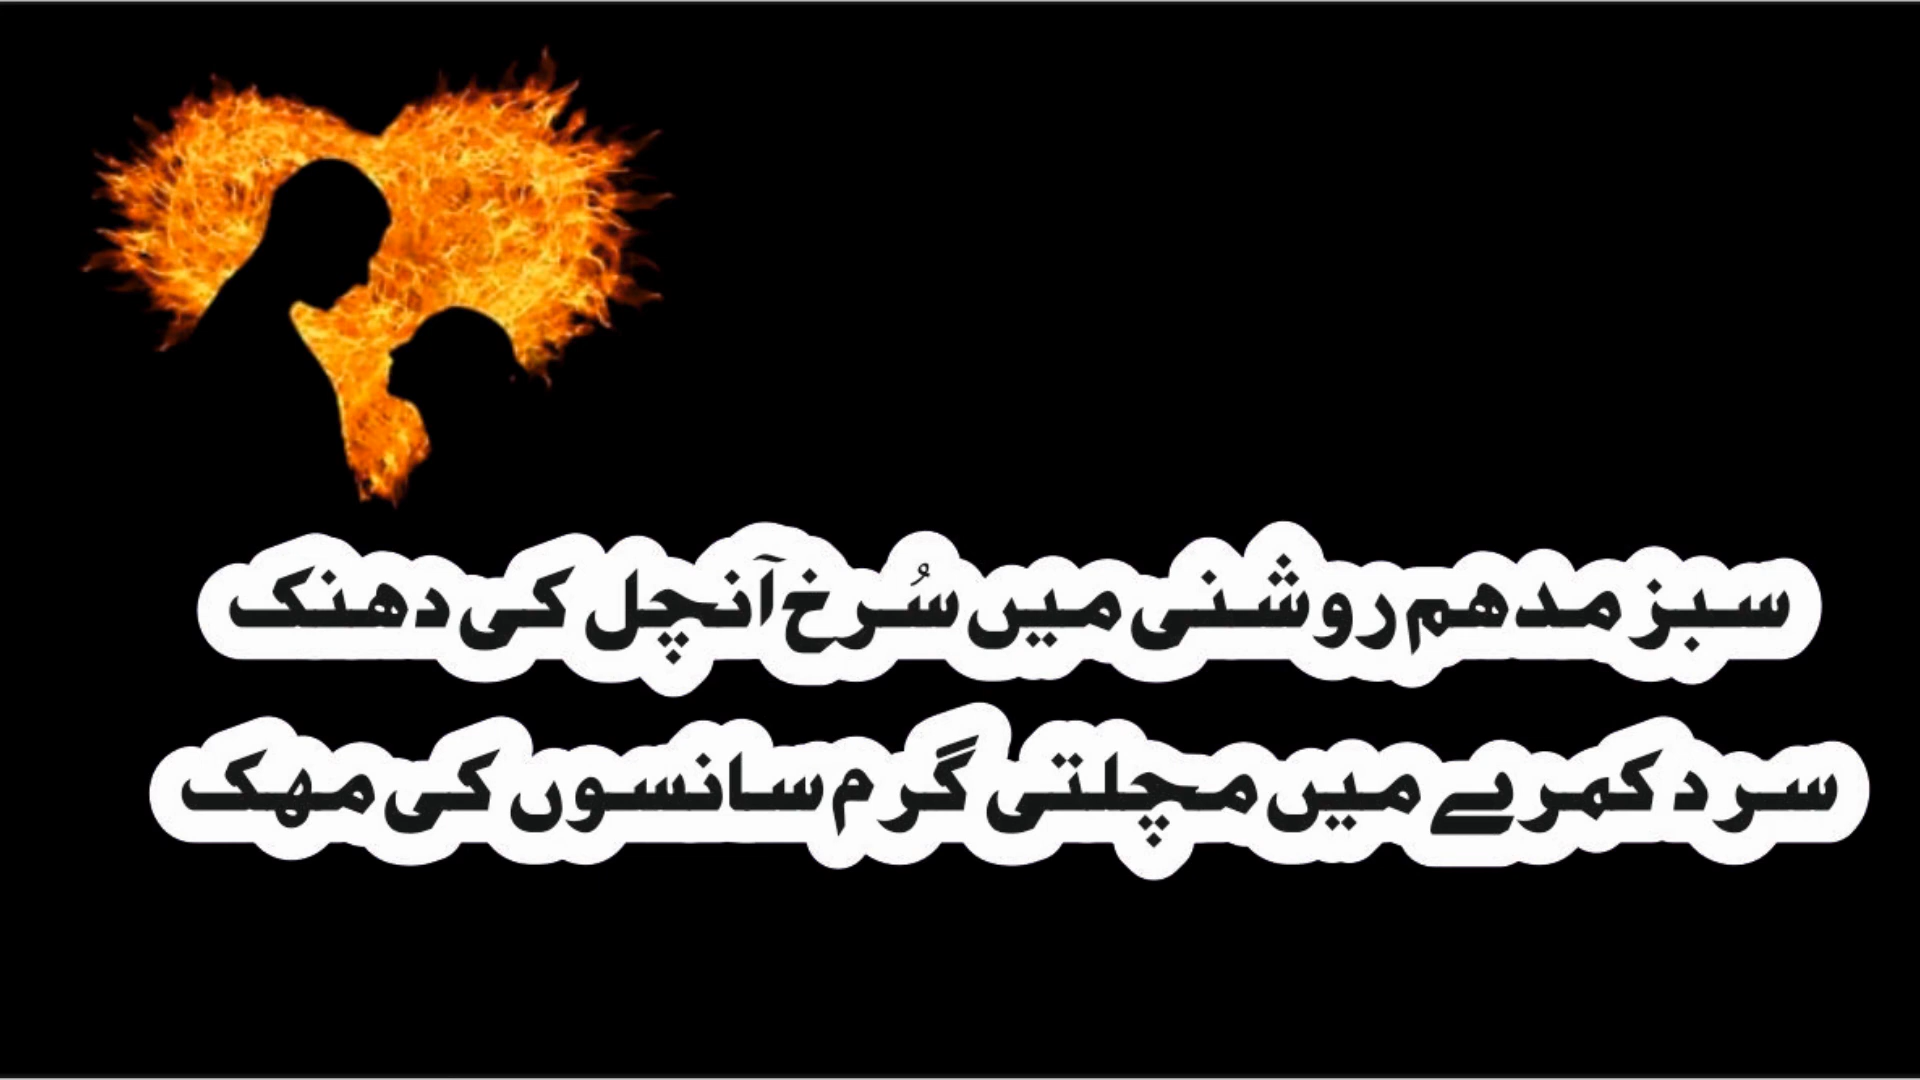 سبز مدھم روشنی میں سُرخ آنچل کی دھنک
سرد کمرے میں مچلتی گرم سانسوں کی مہک